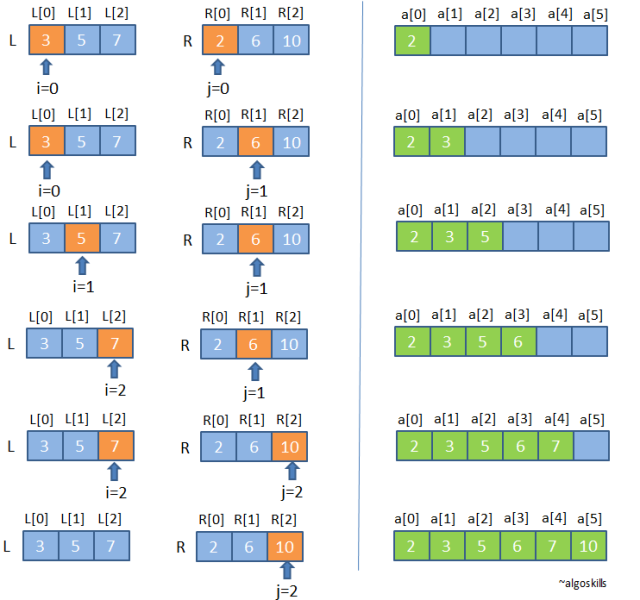 L[0] L[1] L[2] R[0] R[1] R[2] a[0] a[1] a[2] a[3] a[4] a[5]
L 3 5 7 R 2 6 10 2
i=0 j=0
L[0] L[1] L[2] R[0] R[1] R[2] a[0] a[1] a[2] a[3] a[4] a[5]
L 3 5 7 R 2 6 10 2 3
i=0 j=1
L[0] L[1] L[2] R[0] R[1] R[2] a[0] a[1] a[2] a[3] a[4] a[5]
L 3 5 7 R 2 6 10 2 3 5
i=1 j=1
L[0] L[1] L[2] R[0] R[1] R[2] a[0] a[1] a[2] a[3] a[4] a[5]
L 3 5 7 R 2 6 10 2 3 5 6
i=2 j=1
L[0] L[1] L[2] R[0] R[1] R[2] a[0] a[1] a[2] a[3] a[4] a[5]
L 3 5 7 R 2 6 10 2 3 5 6 7
i=2 j=2
L[0] L[1] L[2] R[0] R[1] R[2] a[0] a[1] a[2] a[3] a[4] a[5]
L 3 5 7 R 2 6 10 2 3 5 6 7 10
j=2
~algoskills